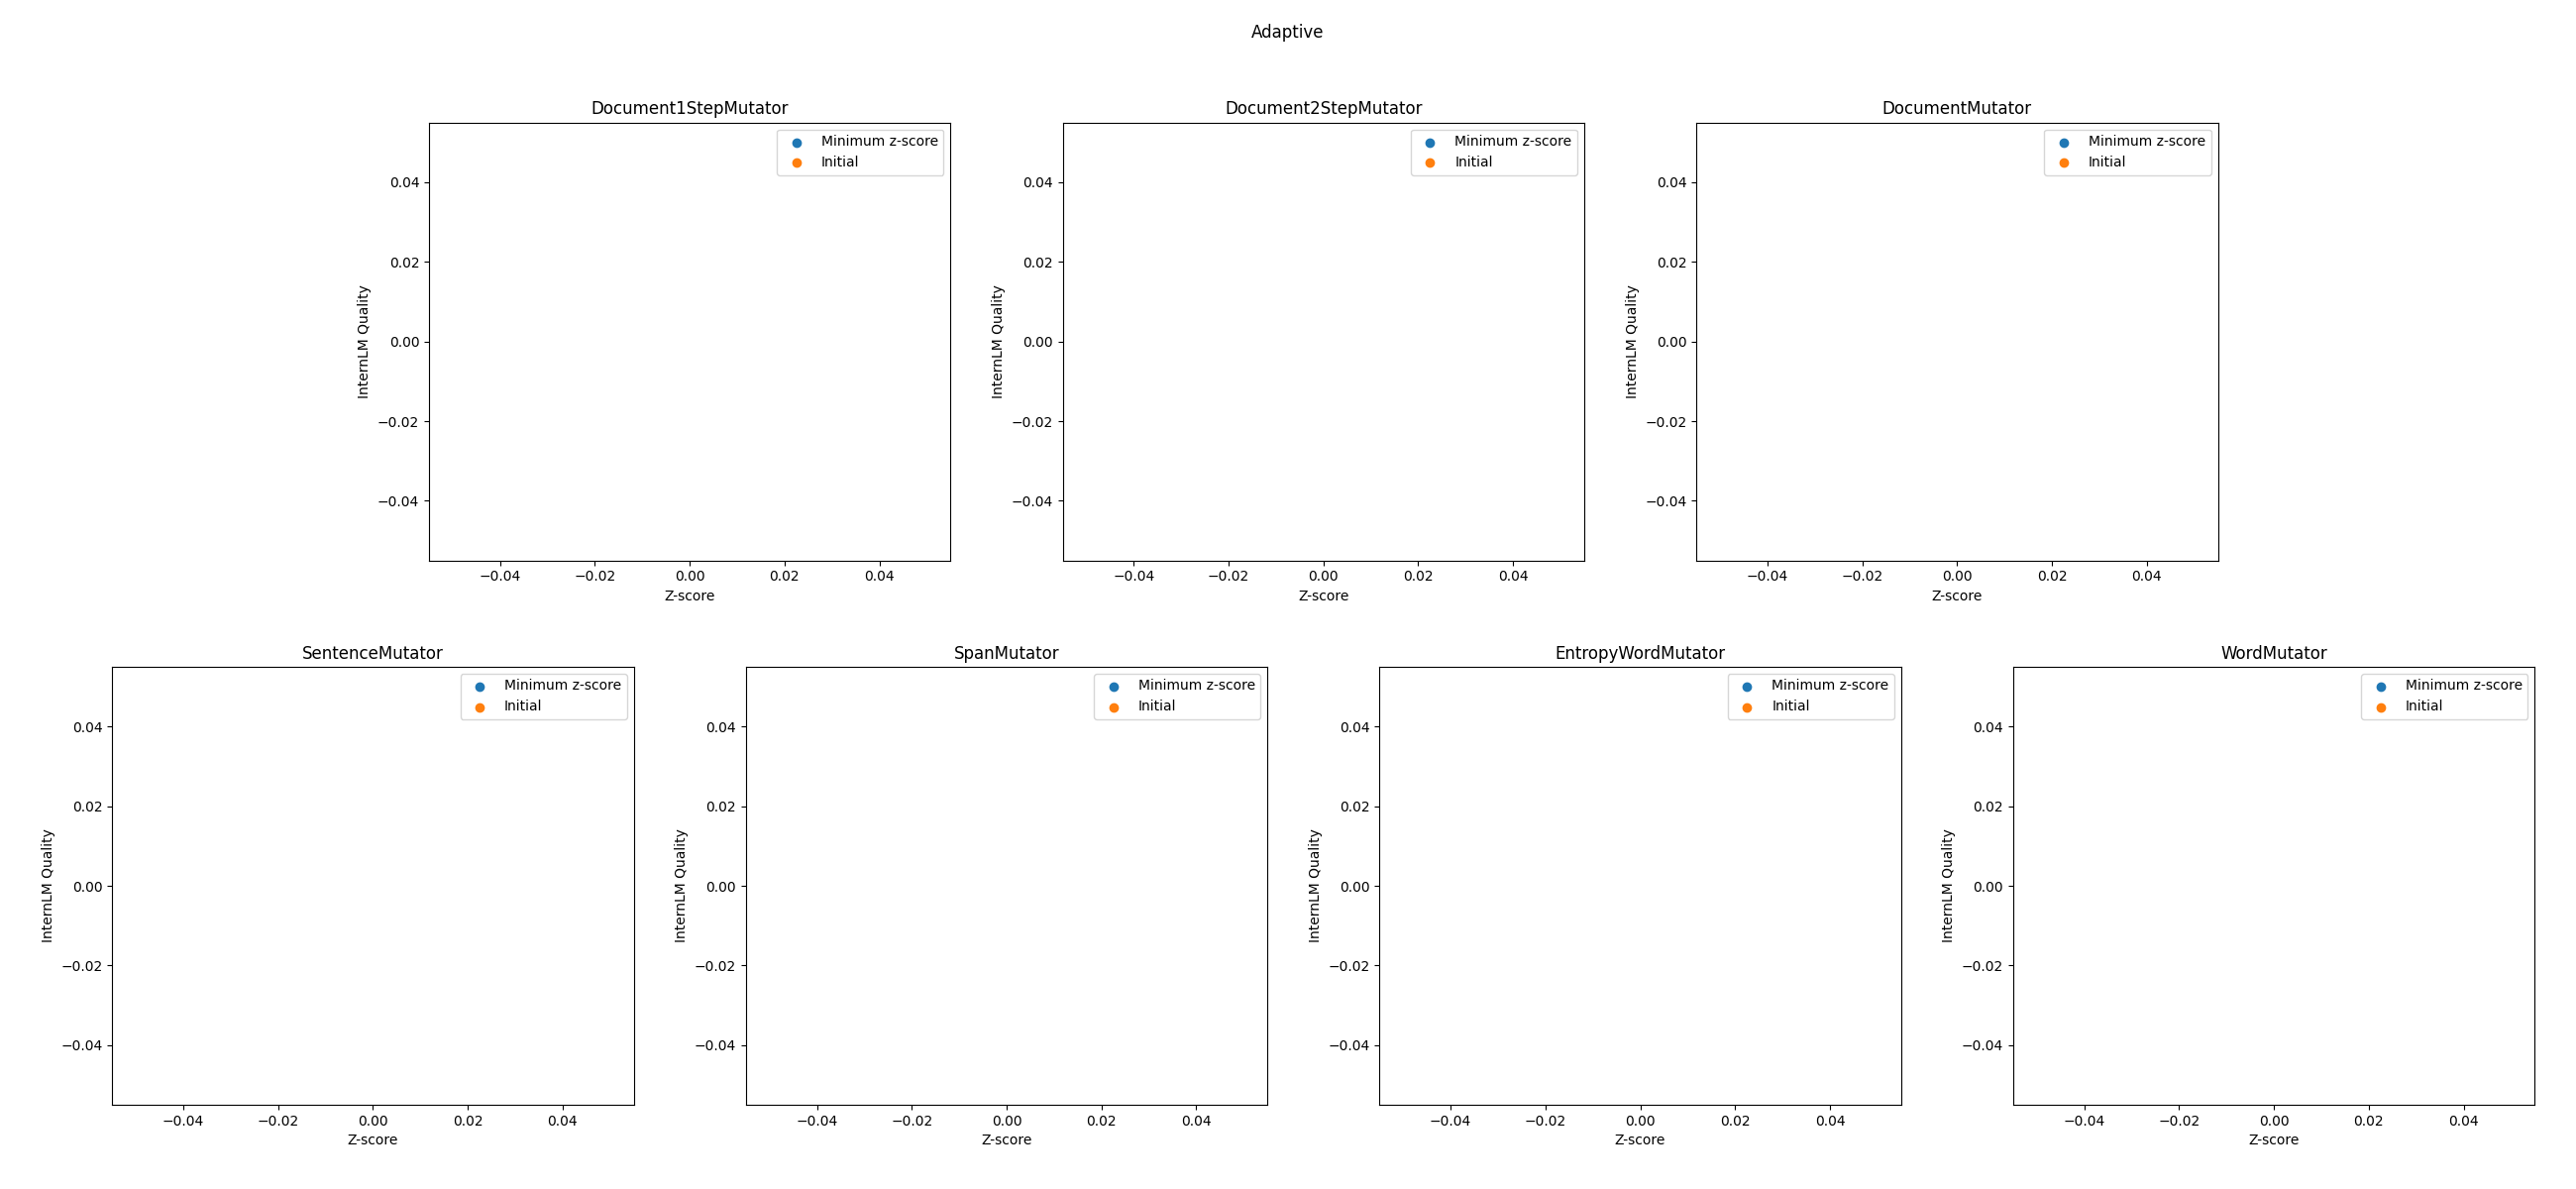 Adaptive
Document1StepMutator
Minimum z-score
Initial
0.04
0.02
0.00
−0.02
−0.04
InternLM Quality
−0.04 −0.02 0.00 0.02 0.04
Z-score
Document2StepMutator
Minimum z-score
Initial
0.04
0.02
0.00
−0.02
−0.04
InternLM Quality
−0.04 −0.02 0.00 0.02 0.04
Z-score
DocumentMutator
Minimum z-score
Initial
0.04
0.02
0.00
−0.02
−0.04
InternLM Quality
−0.04 −0.02 0.00 0.02 0.04
Z-score
SentenceMutator
Minimum z-score
Initial
0.04
0.02
0.00
−0.02
−0.04
InternLM Quality
−0.04 −0.02 0.00 0.02 0.04
Z-score
SpanMutator
Minimum z-score
Initial
0.04
0.02
0.00
−0.02
−0.04
InternLM Quality
−0.04 −0.02 0.00 0.02 0.04
Z-score
EntropyWordMutator
Minimum z-score
Initial
0.04
0.02
0.00
−0.02
−0.04
InternLM Quality
−0.04 −0.02 0.00 0.02 0.04
Z-score
WordMutator
Minimum z-score
Initial
0.04
0.02
0.00
−0.02
−0.04
InternLM Quality
−0.04 −0.02 0.00 0.02 0.04
Z-score